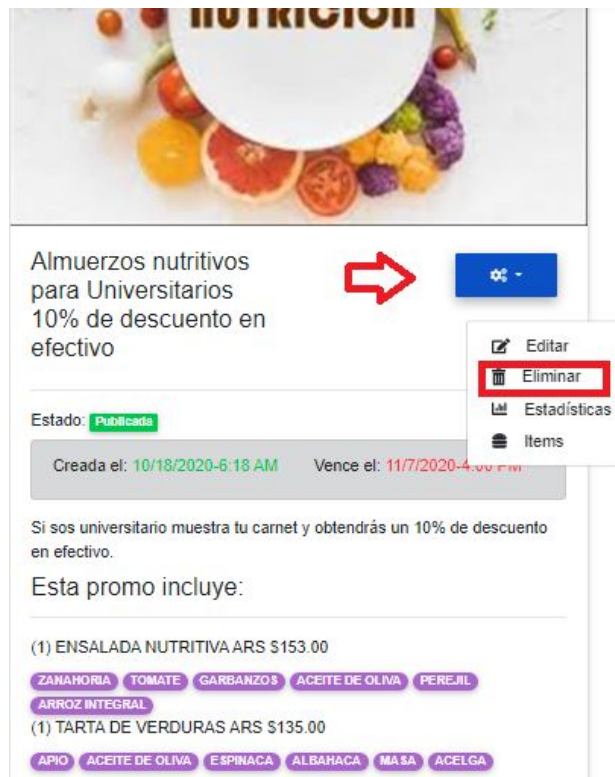 NUTRICIÓN
Almuerzos nutritivos
para Universitarios
10% de descuento en
efectivo
Editar
Eliminar
Estadísticas
Items
Estado: Publicada
Creada el: 10/18/2020-6:18 AM Vence el: 11/7/2020-4:00 PM
Si sos universitario muestra tu carnet y obtendrás un 10% de descuento
en efectivo.
Esta promo incluye:
(1) ENSALADA NUTRITIVA ARS $153.00
ZANAHORIA TOMATE GARBANZOS ACEITE DE OLIVA PEREJIL
ARROZ INTEGRAL
(1) TARTA DE VERDURAS ARS $135.00
APIO ACEITE DE OLIVA ESPINACA ALBAHACA MASA ACELGA